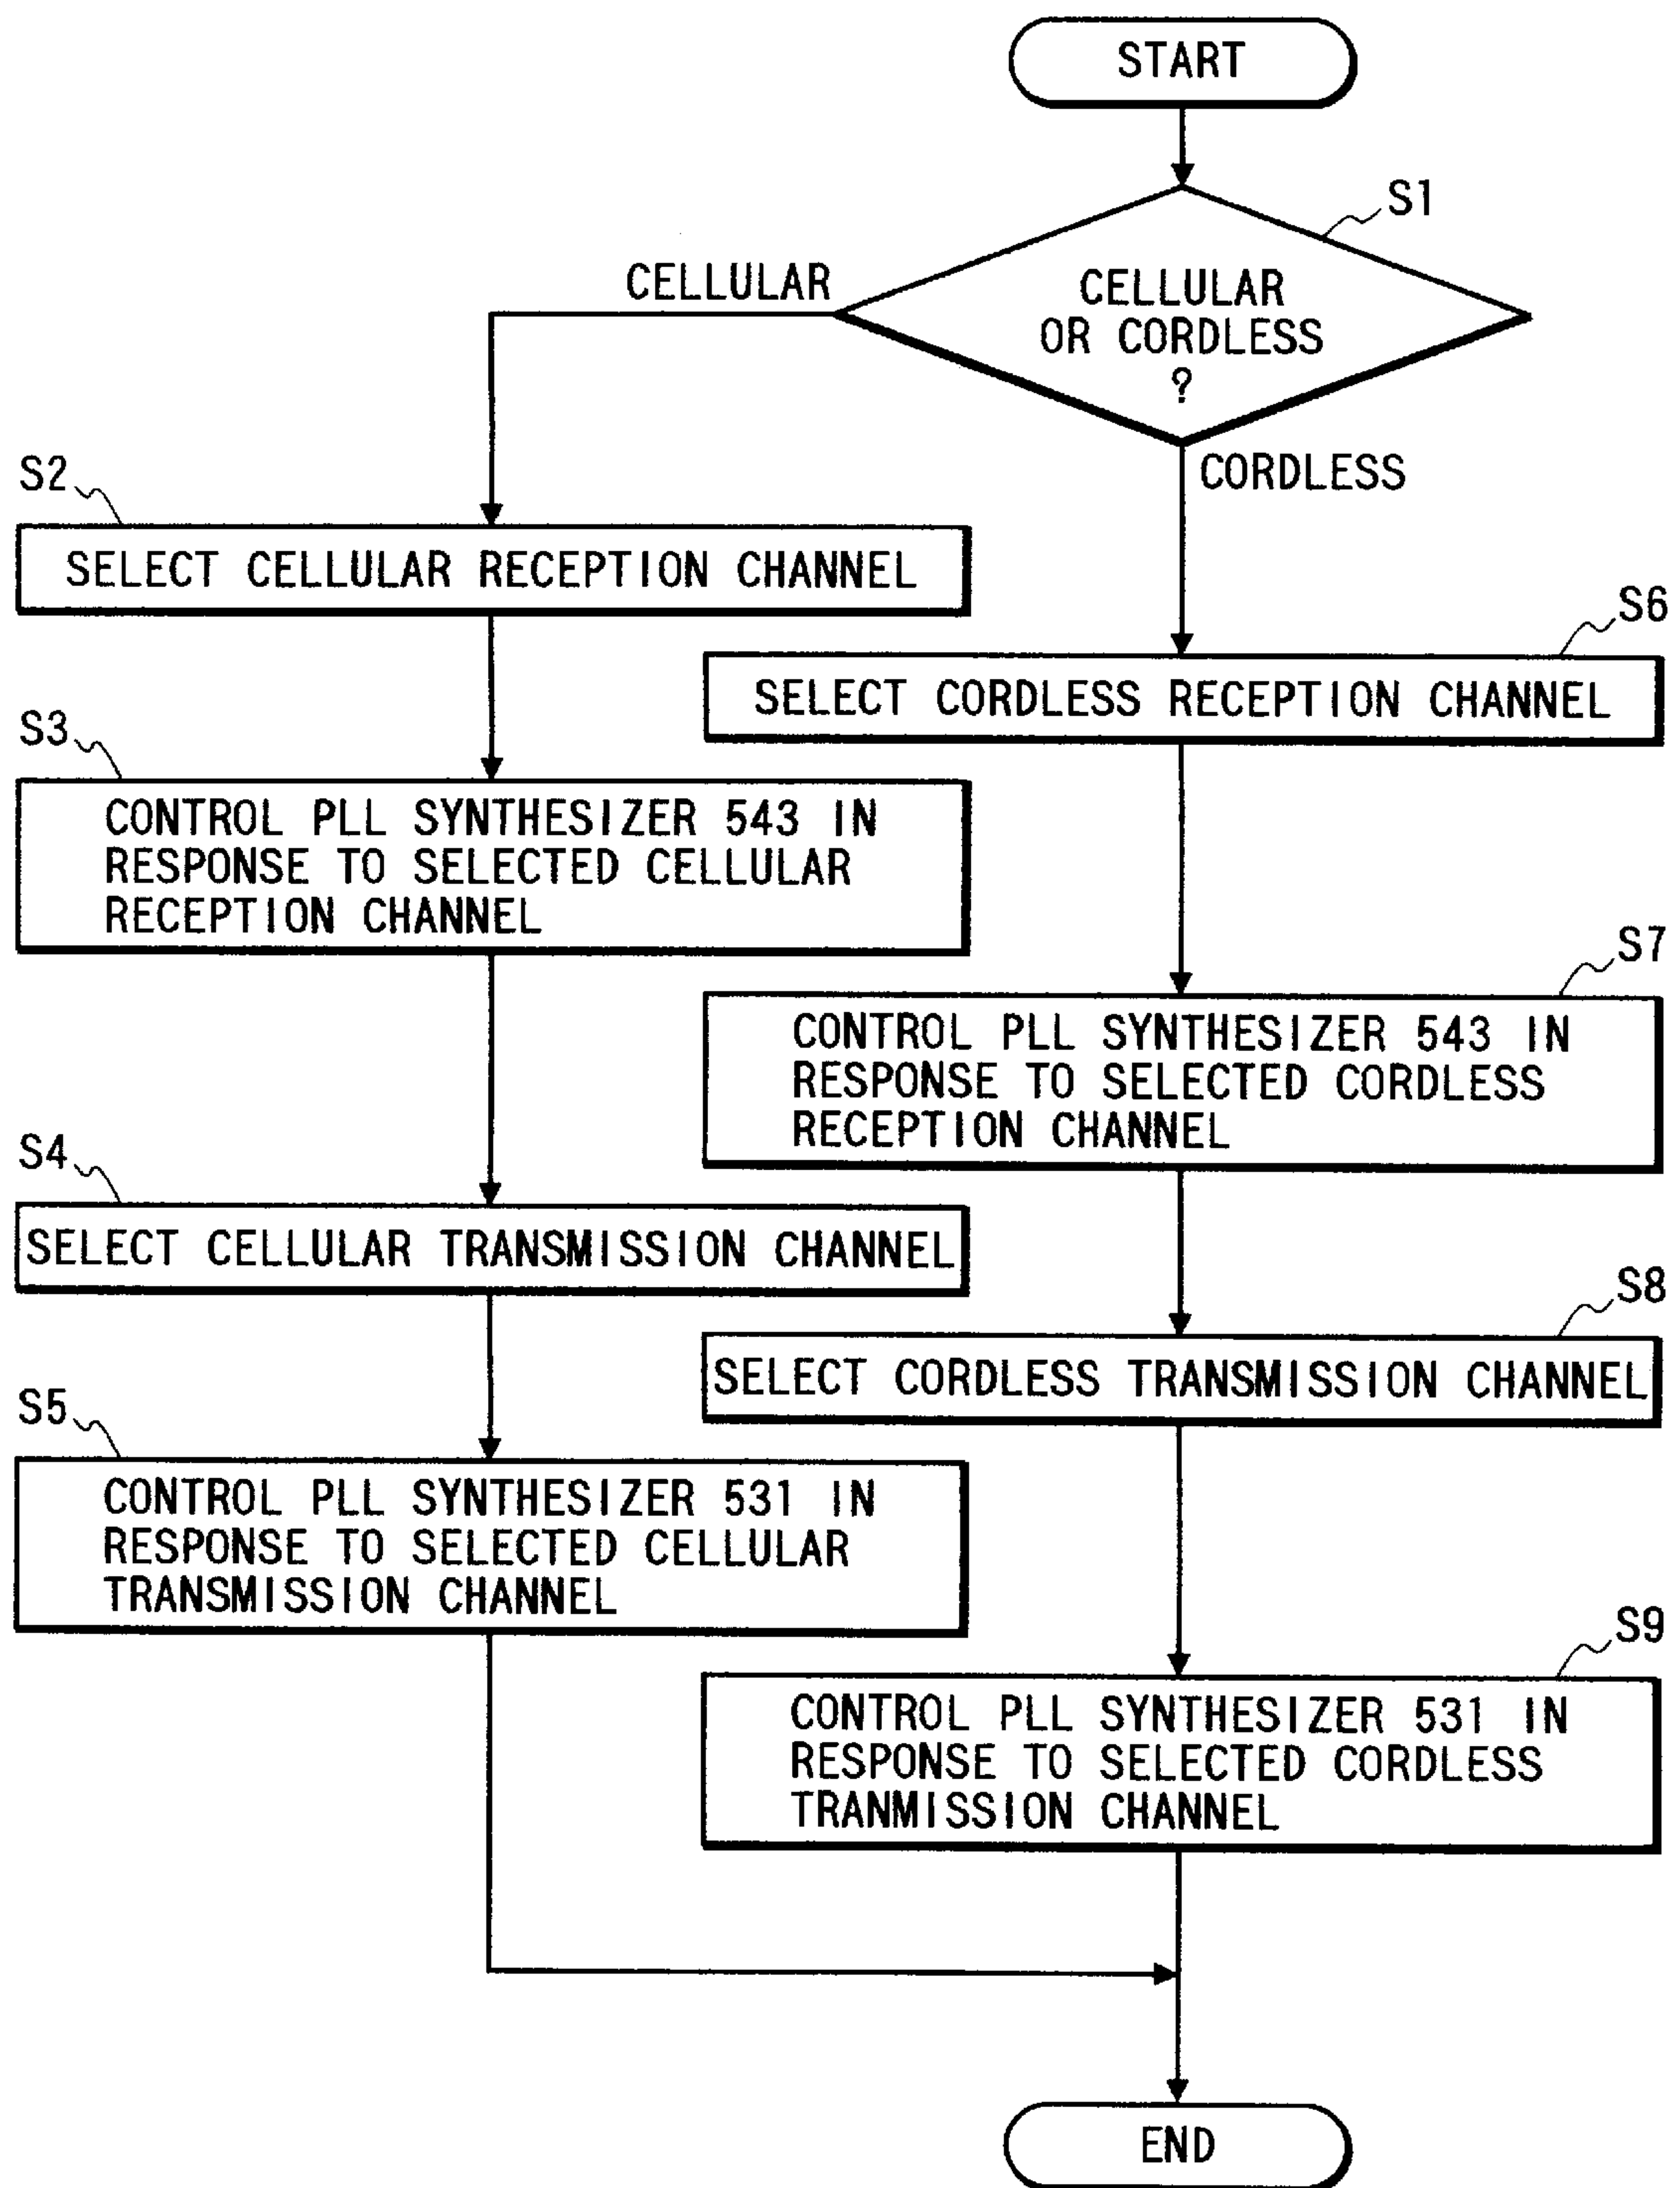 START
S1
CELLULAR
OR CORDLESS
?
CELLULAR
CORDLESS
S2
SELECT CELLULAR RECEPTION CHANNEL
S3
CONTROL PLL SYNTHESIZER 543 IN
RESPONSE TO SELECTED CELLULAR
RECEPTION CHANNEL
S4
SELECT CELLULAR TRANSMISSION CHANNEL
S5
CONTROL PLL SYNTHESIZER 531 IN
RESPONSE TO SELECTED CELLULAR
TRANSMISSION CHANNEL
S6
SELECT CORDLESS RECEPTION CHANNEL
S7
CONTROL PLL SYNTHESIZER 543 IN
RESPONSE TO SELECTED CORDLESS
RECEPTION CHANNEL
S8
SELECT CORDLESS TRANSMISSION CHANNEL
S9
CONTROL PLL SYNTHESIZER 531 IN
RESPONSE TO SELECTED CORDLESS
TRANMISSION CHANNEL
END